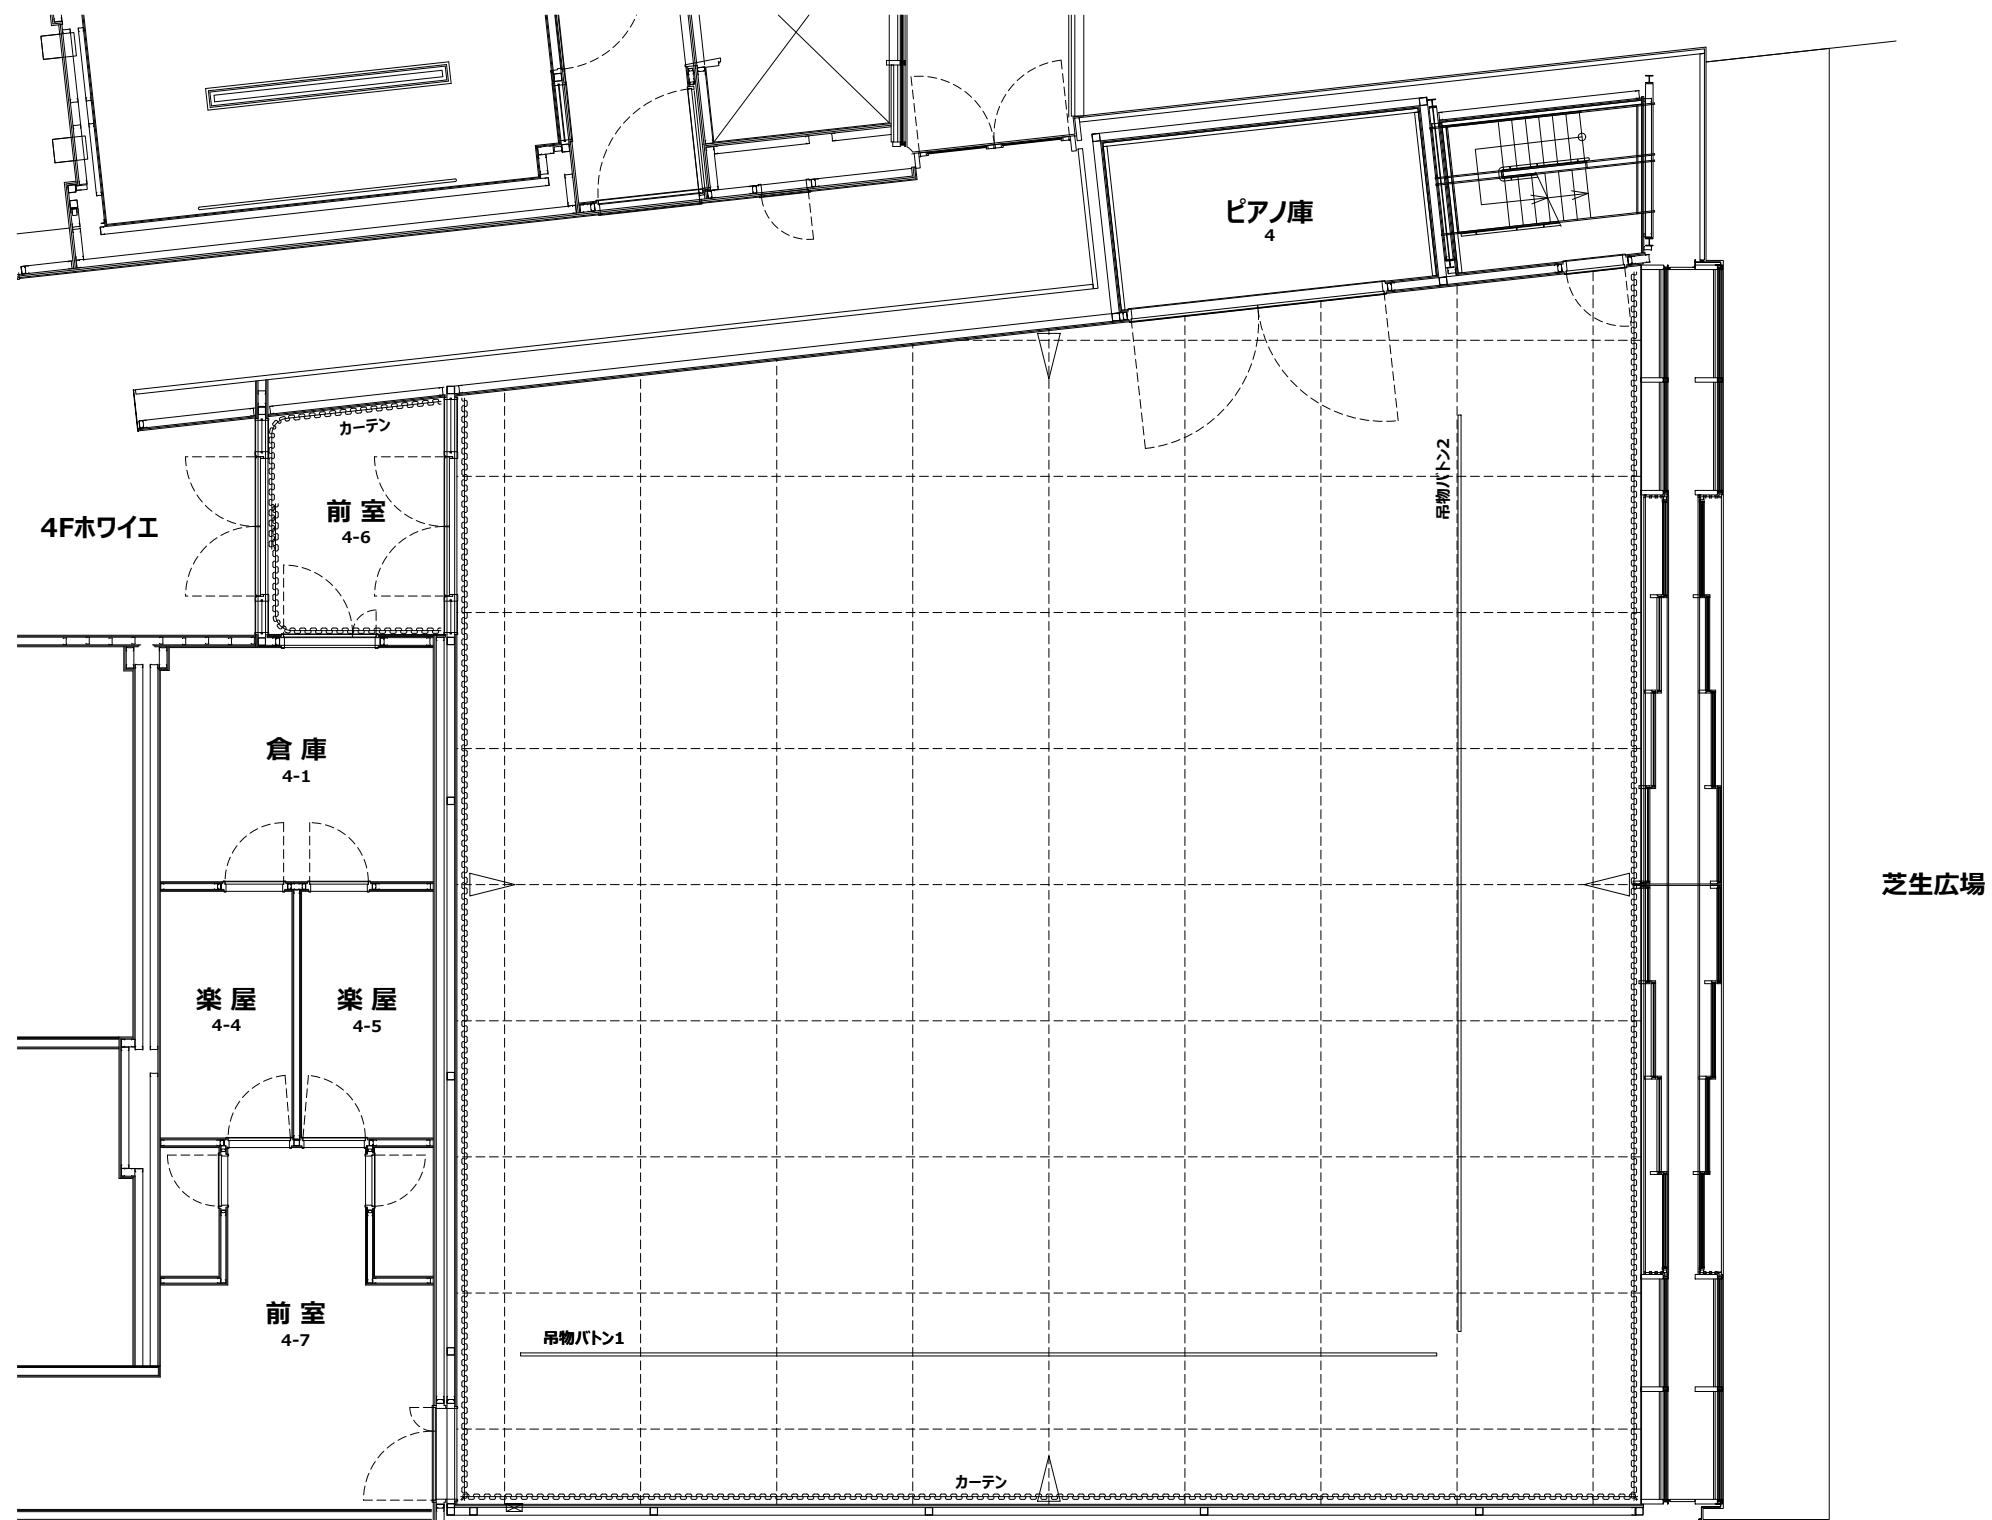 ピアノ庫
4
カーテン
吊物バトン2
前 室
4-6
4Fホワイエ
倉 庫
4-1
芝生広場
楽 屋
4-4
楽 屋
4-5
前 室
4-7
吊物バトン1
カーテン